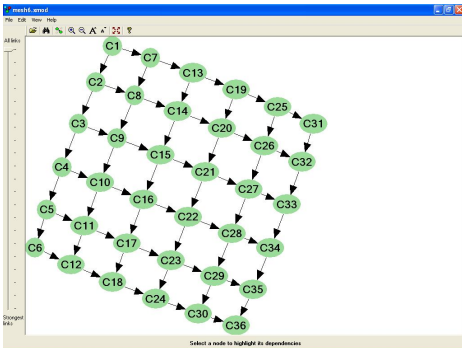 mesh6.smod
File Edit View Help
All links
C1
C7
C13
C19
C25
C31
C2
C8
C14
C20
C26
C32
C3
C9
C15
C21
C27
C33
C4
C10
C16
C22
C28
C34
C5
C11
C17
C23
C29
C35
C6
C12
C18
C24
C30
C36
Strongest
links
Select a node to highlight its dependencies